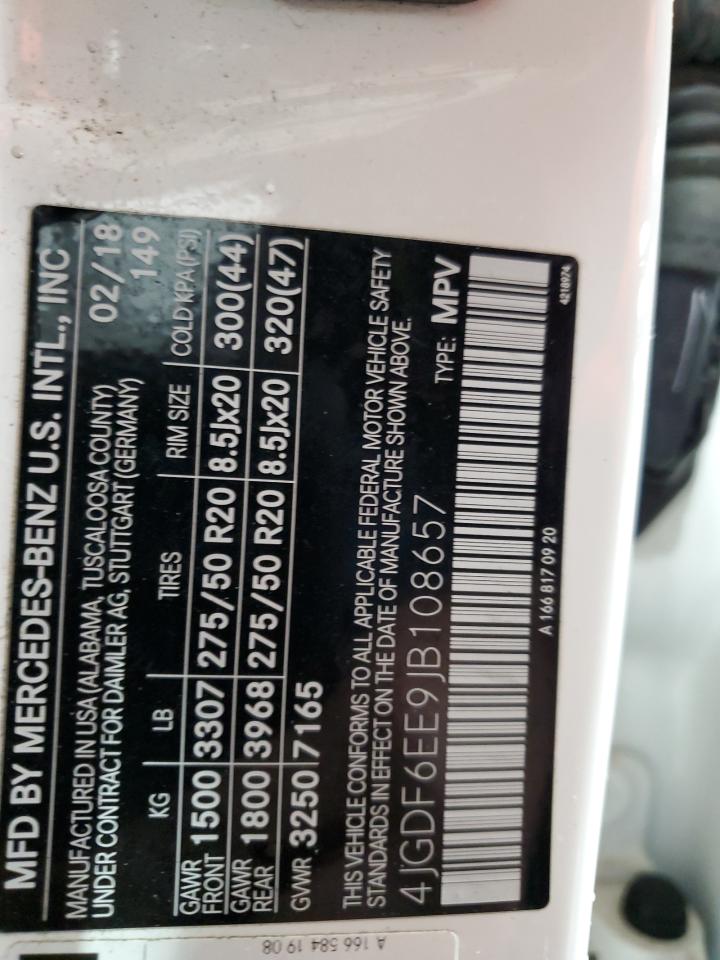 MFD BY MERCEDES-BENZ U.S. INTL., INC
MANUFACTURED IN USA (ALABAMA, TUSCALOOSA COUNTY) 02/18
UNDER CONTRACT FOR DAIMLER AG, STUTTGART (GERMANY) 149
KG LB TIRES RIM SIZE COLD KPA(PSI)
GAWR FRONT 1500 3307 275/50 R20 8.5Jx20 300(44)
GAWR REAR 1800 3968 275/50 R20 8.5Jx20 320(47)
GVWR 3250 7165
THIS VEHICLE CONFORMS TO ALL APPLICABLE FEDERAL MOTOR VEHICLE SAFETY
STANDARDS IN EFFECT ON THE DATE OF MANUFACTURE SHOWN ABOVE.
4JGDF6EE9JB108657 TYPE: MPV
A 166 817 09 20
4218974
A 166 584 19 08